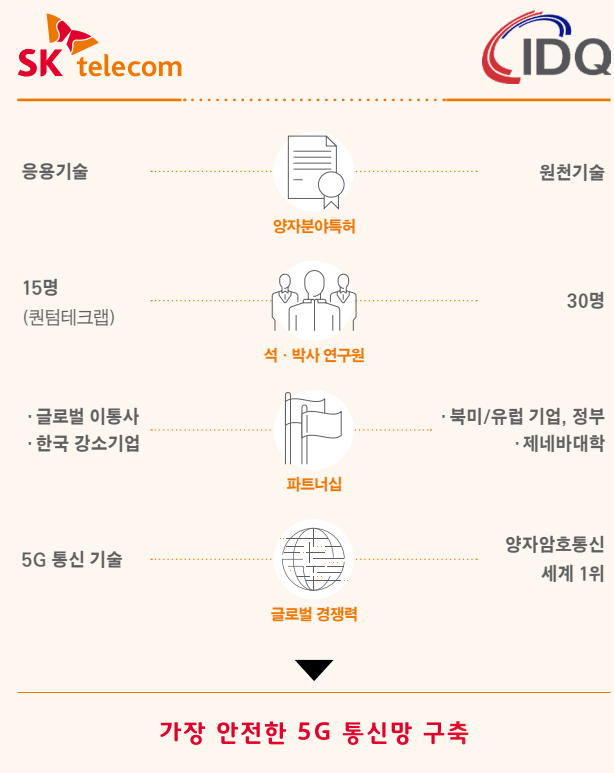 SK telecom
IDQ
응용기술
원천기술
양자분야특허
15명
(퀀텀테크랩)
30명
석 · 박사 연구원
· 글로벌 이통사
· 한국 강소기업
· 북미/유럽 기업, 정부
· 제네바대학
파트너십
5G 통신 기술
양자암호통신
세계 1위
글로벌 경쟁력
가장 안전한 5G 통신망 구축